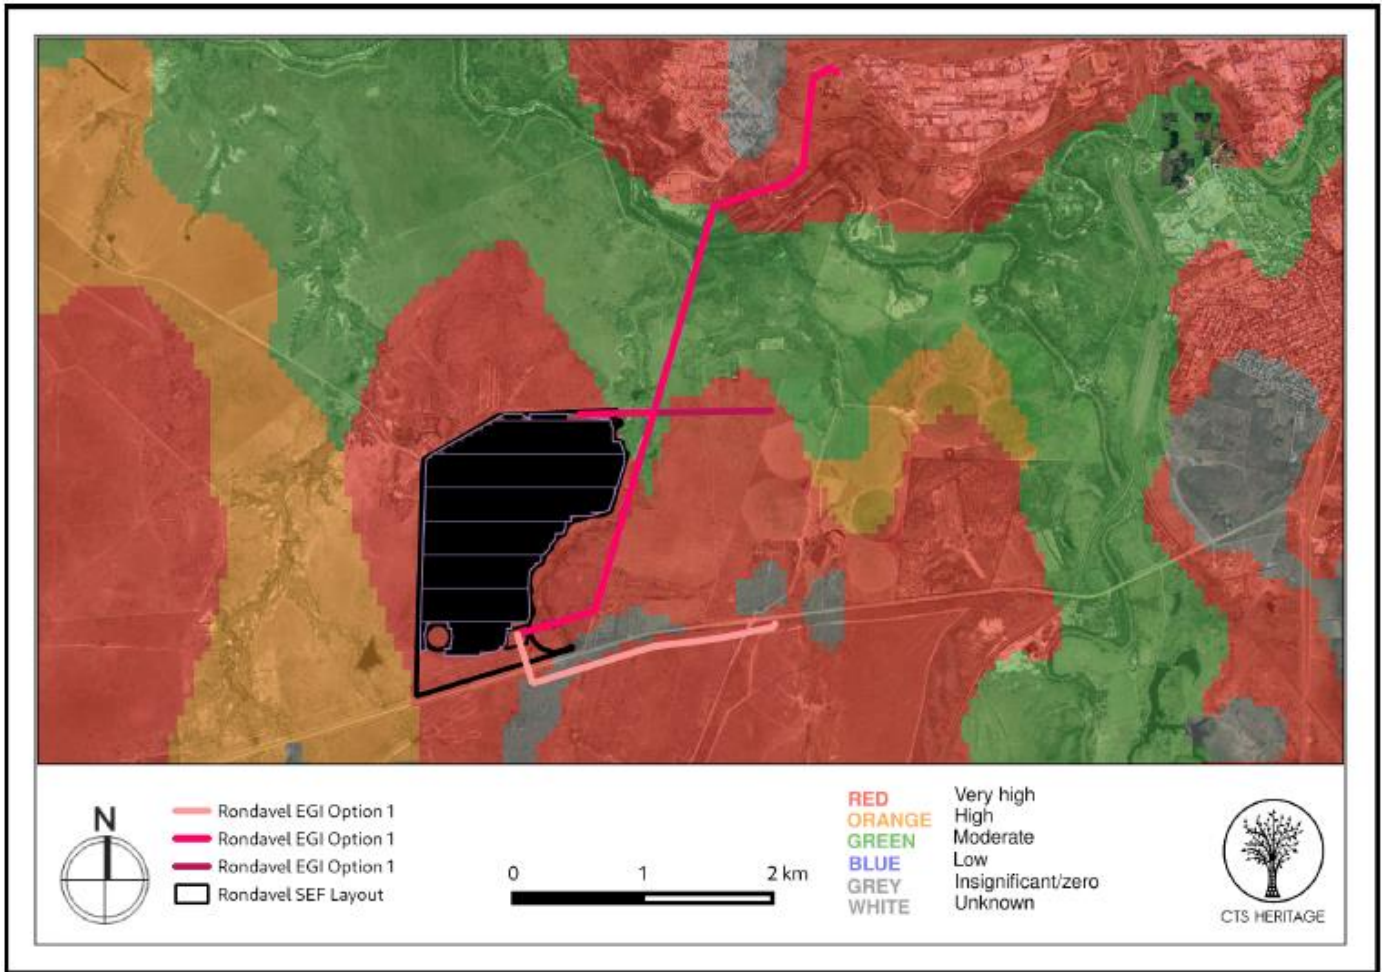 N
Rondavel EGI Option 1
Rondavel EGI Option 1
Rondavel EGI Option 1
Rondavel SEF Layout
0 1 2 km
RED Very high
ORANGE High
GREEN Moderate
BLUE Low
GREY Insignificant/zero
WHITE Unknown
CTS HERITAGE